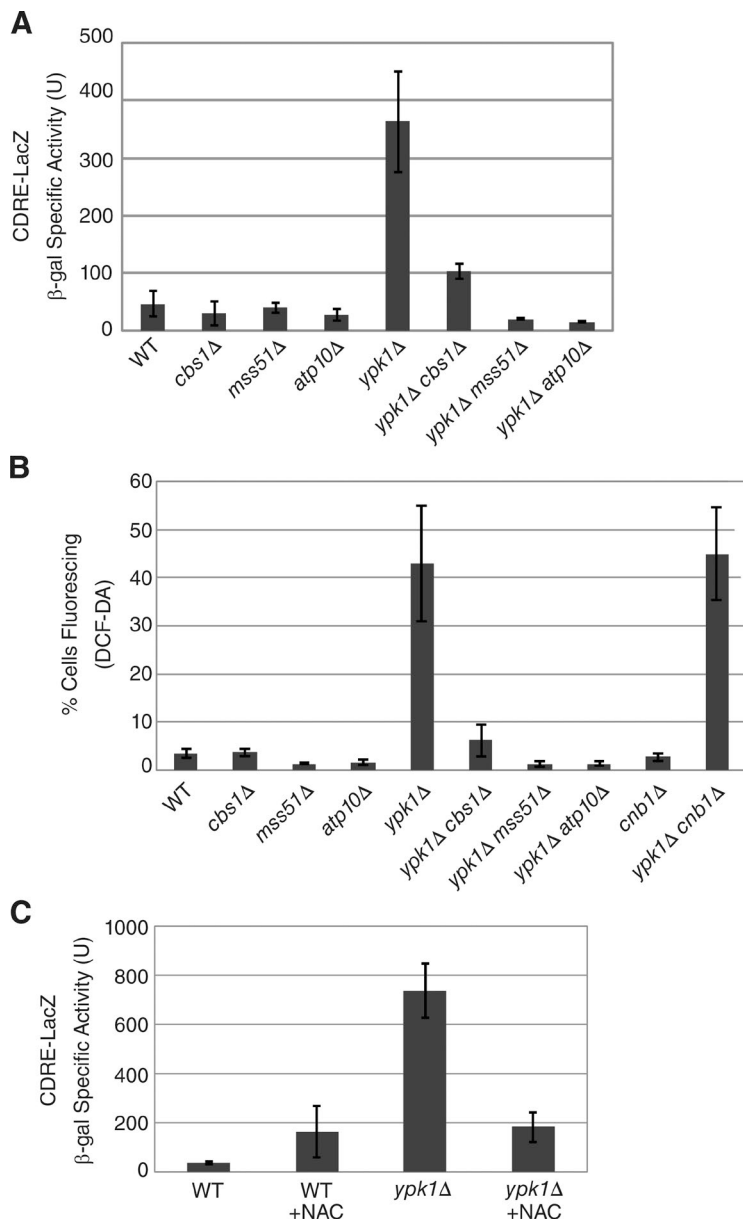 A
CDRE-LacZ
β-gal Specific Activity (U)
500
400
300
200
100
0
WT
cbs1Δ
mss51Δ
atp10Δ
ypk1Δ
ypk1Δ cbs1Δ
ypk1Δ mss51Δ
ypk1Δ atp10Δ
B
% Cells Fluorescing
(DCF-DA)
60
50
40
30
20
10
0
WT
cbs1Δ
mss51Δ
atp10Δ
ypk1Δ
ypk1Δ cbs1Δ
ypk1Δ mss51Δ
ypk1Δ atp10Δ
cnb1Δ
ypk1Δ cnb1Δ
C
CDRE-LacZ
β-gal Specific Activity (U)
1000
800
600
400
200
0
WT
WT
+NAC
ypk1Δ
ypk1Δ
+NAC